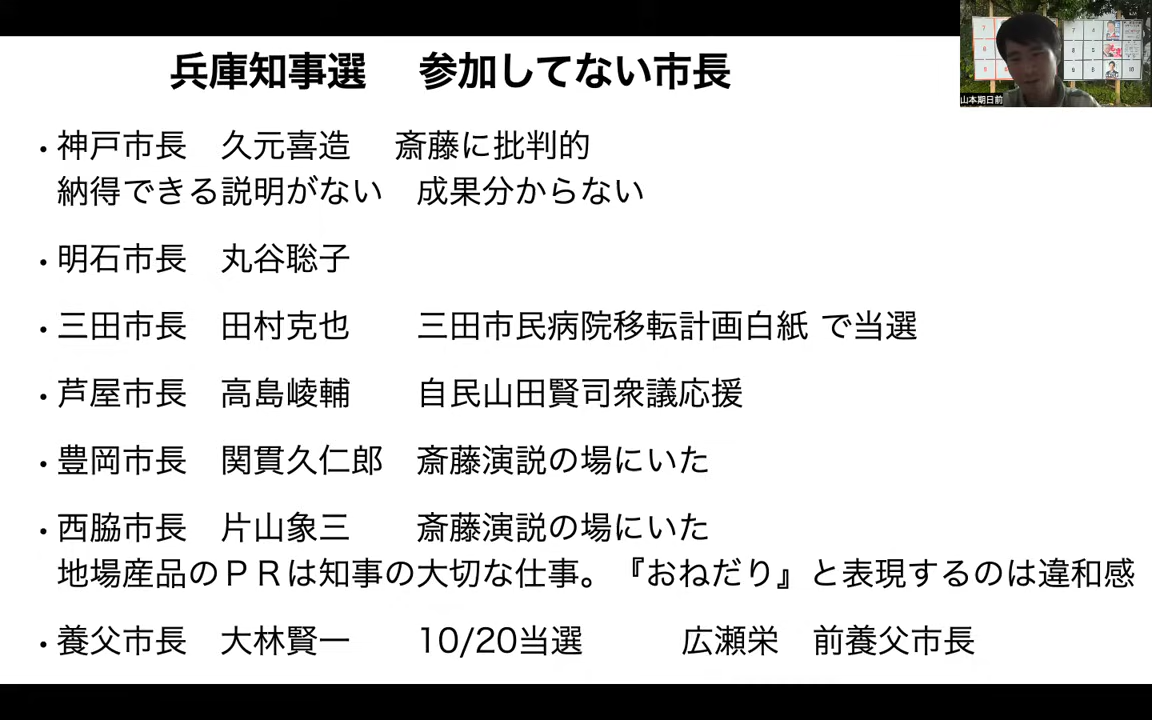 兵庫知事選　参加してない市長
・神戸市長　久元喜造　斎藤に批判的
納得できる説明がない　成果分からない
・明石市長　丸谷聡子
・三田市長　田村克也　三田市民病院移転計画白紙 で当選
・芦屋市長　高島崚輔　自民山田賢司衆議応援
・豊岡市長　関貫久仁郎　斎藤演説の場にいた
・西脇市長　片山象三　斎藤演説の場にいた
地場産品のＰＲは知事の大切な仕事。『おねだり』と表現するのは違和感
・養父市長　大林賢一　10/20当選　広瀬栄　前養父市長
山本期日前